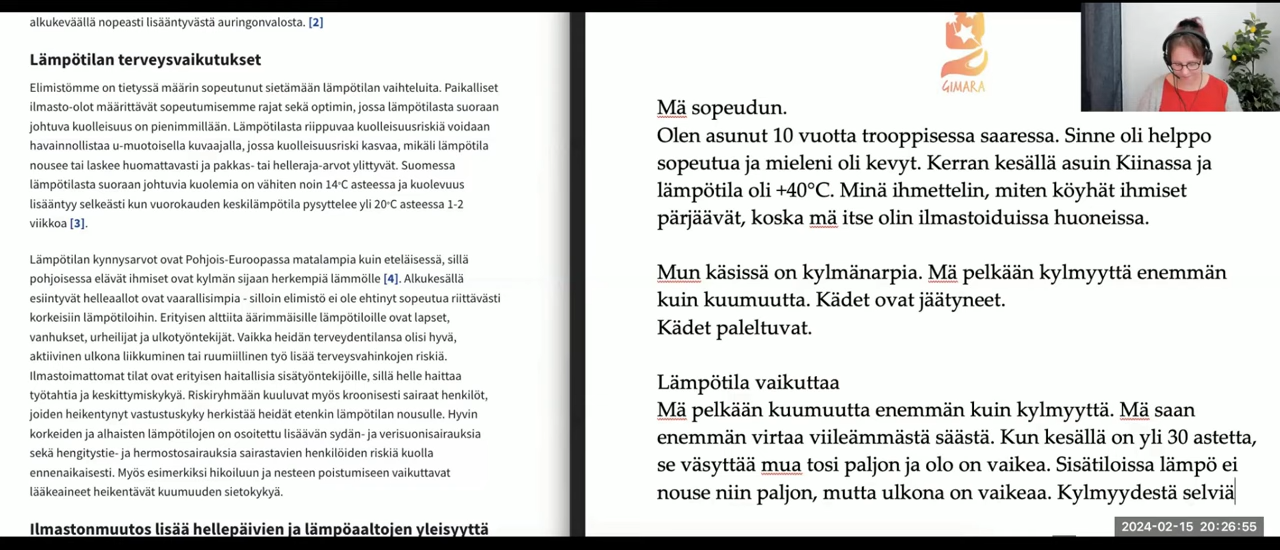 alkukeväällä nopeasti lisääntyvästä auringonvalosta. [2]
Lämpötilan terveysvaikutukset
Elimistömme on tietyssä määrin sopeutunut sietämään lämpötilan vaihteluita. Paikalliset
ilmasto-olot määrittävät sopeutumisemme rajat sekä optimin, jossa lämpötilasta suoraan
johtuva kuolleisuus on pienimmillään. Lämpötilasta riippuvaa kuolleisuusriskiä voidaan
havainnollistaa u-muotoisella kuvaajalla, jossa kuolleisuusriski kasvaa, mikäli lämpötila
nousee tai laskee huomattavasti ja pakkas- tai helleraja-arvot ylittyvät. Suomessa
lämpötilasta suoraan johtuvia kuolemia on vähiten noin 14°C asteessa ja kuolevuus
lisääntyy selkeästi kun vuorokauden keskilämpötila pysyttelee yli 20°C asteessa 1-2
viikkoa [3].
Lämpötilan kynnysarvot ovat Pohjois-Euroopassa matalampia kuin eteläisessä, sillä
pohjoisessa elävät ihmiset ovat kylmän sijaan herkempiä lämmölle [4]. Alkukesällä
esiintyvät helleaallot ovat vaarallisimpia - silloin elimistö ei ole ehtinyt sopeutua riittävästi
korkeisiin lämpötiloihin. Erityisen alttiita äärimmäisille lämpötiloille ovat lapset,
vanhukset, urheilijat ja ulkotyöntekijät. Vaikka heidän terveydentilansa olisi hyvä,
aktiivinen ulkona liikkuminen tai ruumiillinen työ lisää terveysvahinkojen riskiä.
Ilmastoimattomat tilat ovat erityisen haitallisia sisätyöntekijöille, sillä helle haittaa
työtahtia ja keskittymiskykyä. Riskiryhmään kuuluvat myös kroonisesti sairaat henkilöt,
joiden heikentynyt vastustuskyky herkistää heidät etenkin lämpötilan nousulle. Hyvin
korkeiden ja alhaisten lämpötilojen on osoitettu lisäävän sydän- ja verisuonisairauksia
sekä hengitystie- ja hermostosairauksia sairastavien henkilöiden riskiä kuolla
ennenaikaisesti. Myös esimerkiksi hikoiluun ja nesteen poistumiseen vaikuttavat
lääkeaineet heikentävät kuumuuden sietokykyä.
Ilmastonmuutos lisää hellepäivien ja lämpöaaltojen yleisyyttä
GIMARA
Mä sopeudun.
Olen asunut 10 vuotta trooppisessa saaressa. Sinne oli helppo
sopeutua ja mieleni oli kevyt. Kerran kesällä asuin Kiinassa ja
lämpötila oli +40°C. Minä ihmettelin, miten köyhät ihmiset
pärjäävät, koska mä itse olin ilmastoiduissa huoneissa.
Mun käsissä on kylmänarpia. Mä pelkään kylmyyttä enemmän
kuin kuumuutta. Kädet ovat jäätyneet.
Kädet paleltuvat.
Lämpötila vaikuttaa
Mä pelkään kuumuutta enemmän kuin kylmyyttä. Mä saan
enemmän virtaa viileämmästä säästä. Kun kesällä on yli 30 astetta,
se väsyttää mua tosi paljon ja olo on vaikea. Sisätiloissa lämpö ei
nouse niin paljon, mutta ulkona on vaikeaa. Kylmyydestä selviä
2024-02-15 20:26:55